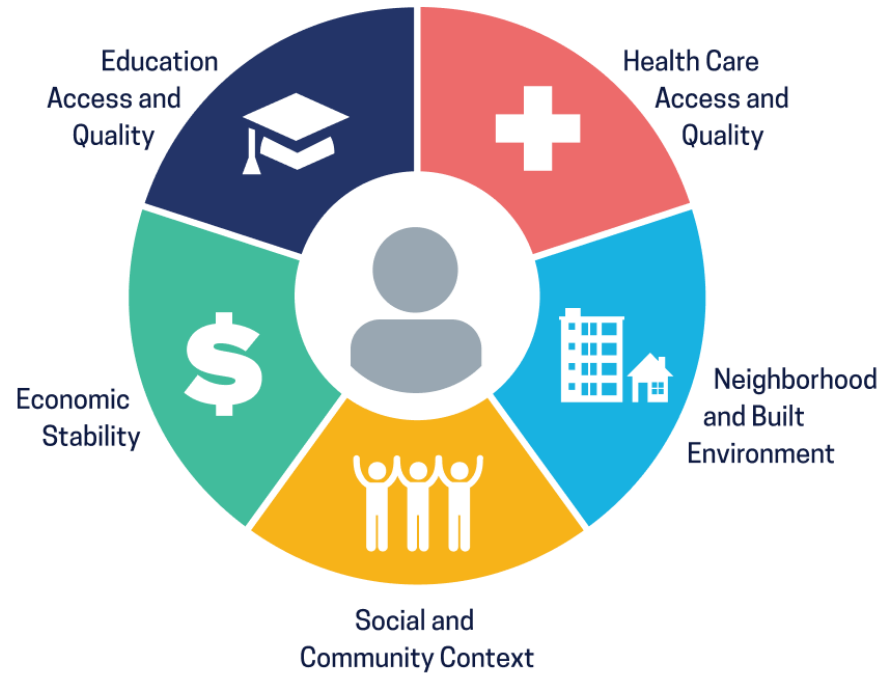 Education
Access and
Quality
Health Care
Access and
Quality
Economic
Stability
Neighborhood
and Built
Environment
Social and
Community Context